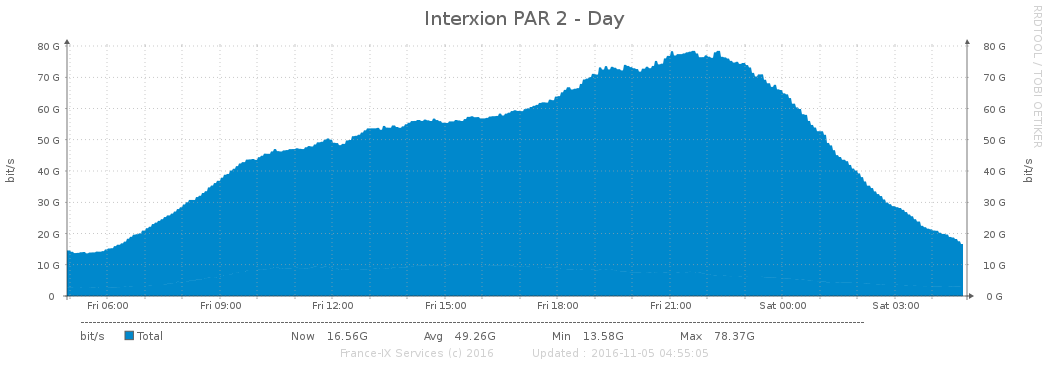 Interxion PAR 2 - Day
RRDTOOL / TOBI OETIKER
80 G 80 G
70 G 70 G
60 G 60 G
50 G 50 G
40 G 40 G
30 G 30 G
20 G 20 G
10 G 10 G
0 0 G
bit/s bit/s
Fri 06:00 Fri 09:00 Fri 12:00 Fri 15:00 Fri 18:00 Fri 21:00 Sat 00:00 Sat 03:00
bit/s Total Now 16.56G Avg 49.26G Min 13.58G Max 78.37G
France-IX Services (c) 2016 Updated : 2016-11-05 04:55:05